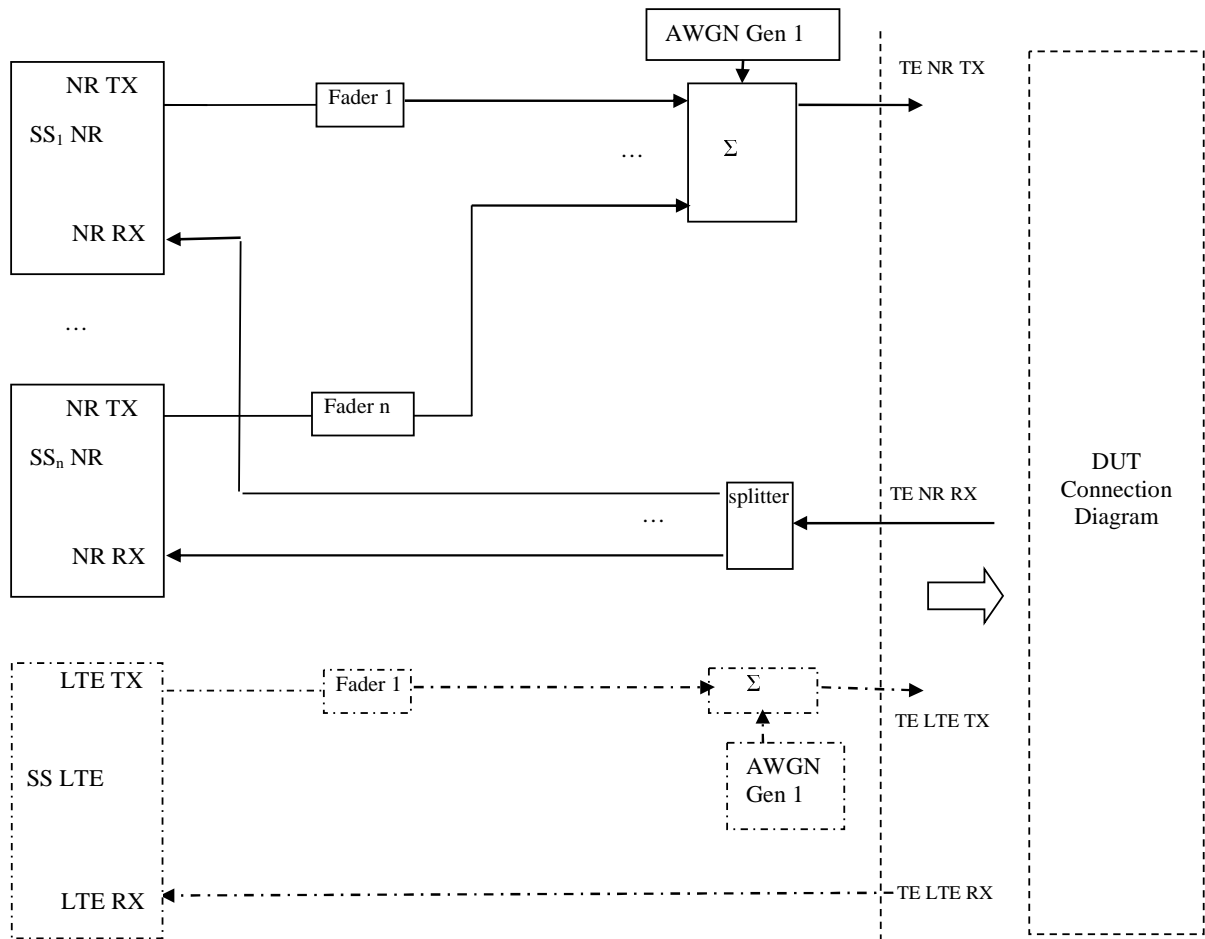 AWGN Gen 1
TE NR TX
NR TX
Fader 1
SS₁ NR
…
Σ
NR RX
…
NR TX
Fader n
SSₙ NR
DUT
Connection
Diagram
splitter
TE NR RX
…
NR RX
LTE TX
Fader 1
Σ
TE LTE TX
SS LTE
AWGN
Gen 1
LTE RX
TE LTE RX